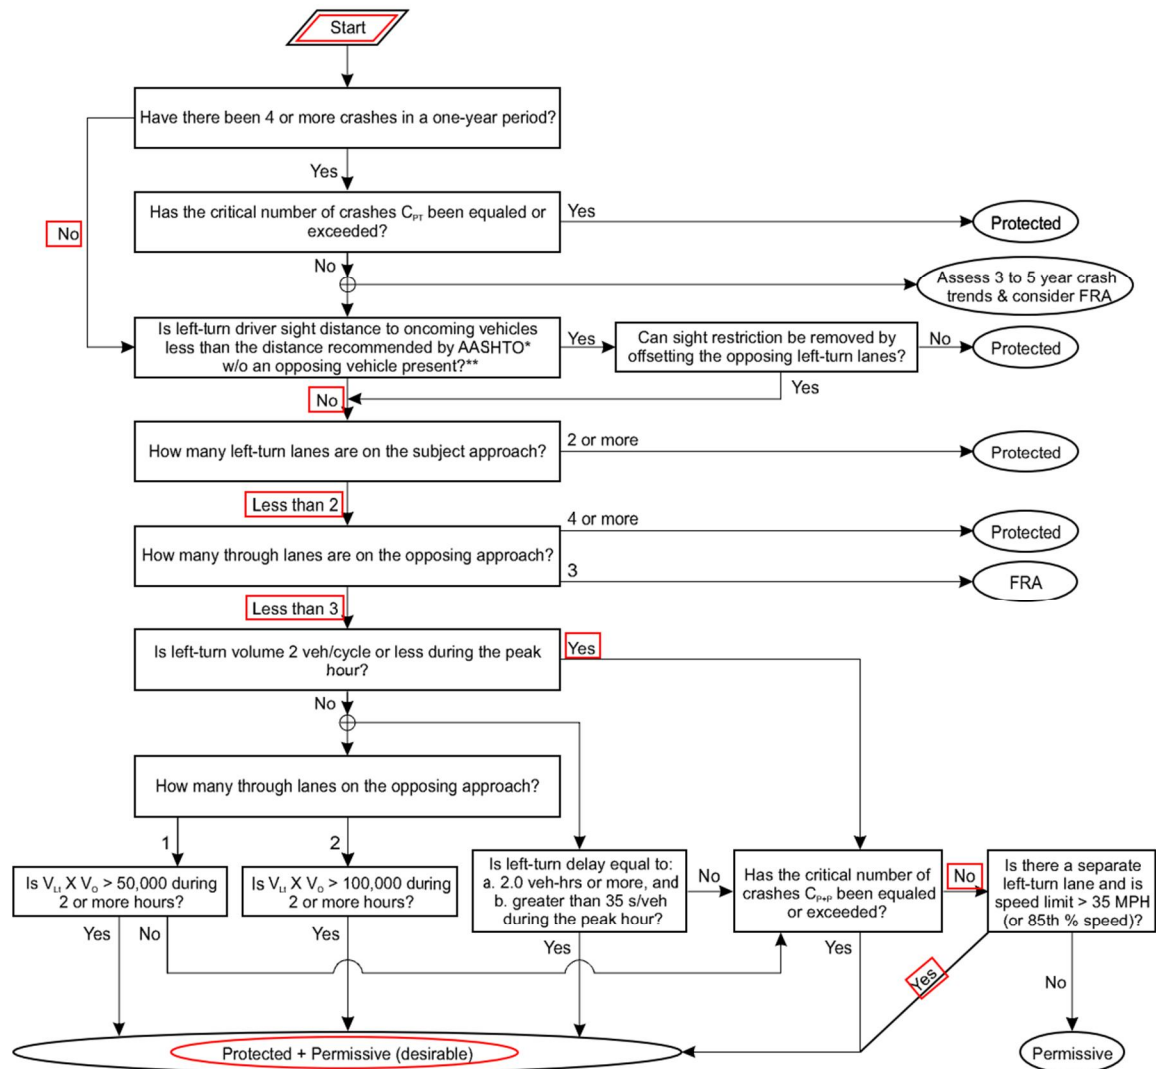 Start
Have there been 4 or more crashes in a one-year period?
Yes
No
Has the critical number of crashes C_PT been equaled or
exceeded?
Yes
Protected
No
Assess 3 to 5 year crash
trends & consider FRA
Is left-turn driver sight distance to oncoming vehicles
less than the distance recommended by AASHTO*
w/o an opposing vehicle present?**
Yes
Can sight restriction be removed by
offsetting the opposing left-turn lanes?
No
Protected
Yes
No
How many left-turn lanes are on the subject approach?
2 or more
Protected
Less than 2
How many through lanes are on the opposing approach?
4 or more
Protected
3
FRA
Less than 3
Is left-turn volume 2 veh/cycle or less during the peak
hour?
Yes
No
How many through lanes on the opposing approach?
1
2
Is V_Lt X V_O > 50,000 during
2 or more hours?
Is V_Lt X V_O > 100,000 during
2 or more hours?
Is left-turn delay equal to:
a. 2.0 veh-hrs or more, and
b. greater than 35 s/veh
during the peak hour?
No
Has the critical number of
crashes C_P+P been equaled
or exceeded?
No
Is there a separate
left-turn lane and is
speed limit > 35 MPH
(or 85th % speed)?
Yes
No
Yes
Yes
Yes
Yes
No
Protected + Permissive (desirable)
Permissive